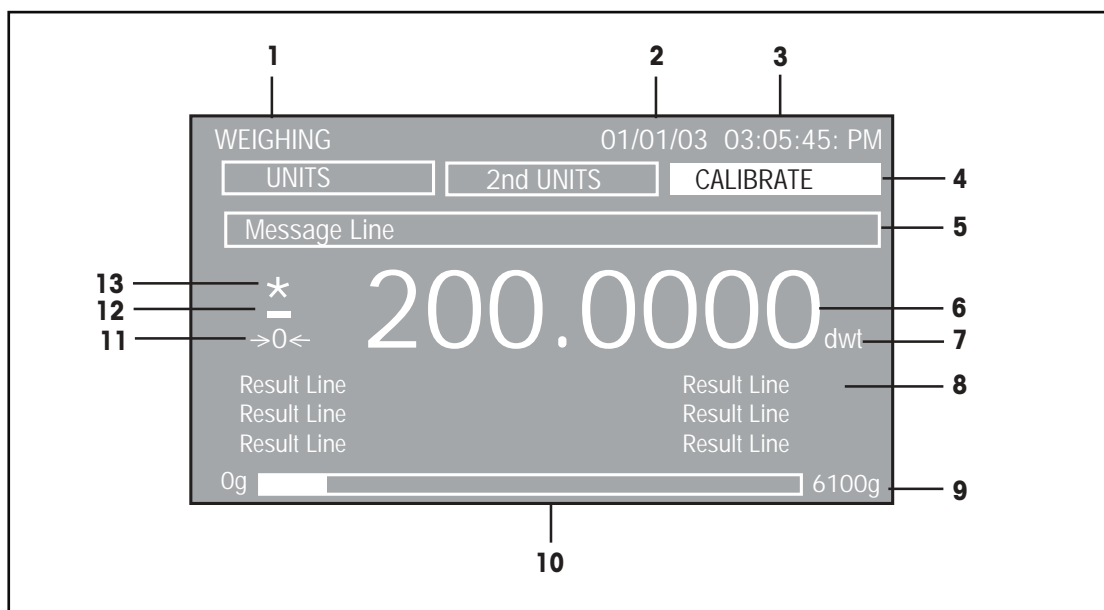 1 2 3
WEIGHING 01/01/03 03:05:45: PM
UNITS 2nd UNITS CALIBRATE 4
Message Line 5
13 *
12 –
200.0000 6
11 →0← dwt 7
Result Line Result Line 8
Result Line Result Line
Result Line Result Line
0g 6100g 9
10